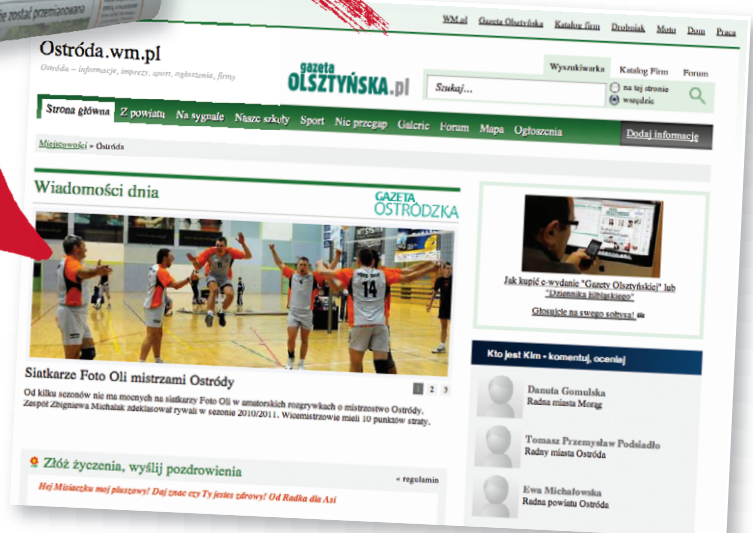 ie zostać przemianowana
WM.pl Gazeta Olsztyńska Katalog firm Drobniak Moto Dom Praca
Ostróda.wm.pl
Ostróda – informacje, imprezy, sport, ogłoszenia, firmy
gazeta
OLSZTYŃSKA.pl
Wyszukiwarka Katalog Firm Forum
Szukaj...
na tej stronie
wszędzie
Strona główna Z powiatu Na sygnale Nasze szkoły Sport Nie przegap Galerie Forum Mapa Ogłoszenia Dodaj informację
Miejscowości » Ostróda
Wiadomości dnia
GAZETA
OSTRÓDZKA
14
Siatkarze Foto Oli mistrzami Ostródy
1 2 3
Od kilku sezonów nie ma mocnych na siatkarzy Foto Oli w amatorskich rozgrywkach o mistrzostwo Ostródy.
Zespół Zbigniewa Michalak zdeklasował rywali w sezonie 2010/2011. Wicemistrzowie mieli 10 punktów straty.
Złóż życzenia, wyślij pozdrowienia
« regulamin
Hej Misiaczku moj pluszowy! Daj znac czy Ty jestes zdrowy! Od Radka dla Asi
Jak kupić e-wydanie "Gazety Olsztyńskiej" lub
"Dziennika Elbląskiego"
Głosujcie na swego sołtysa!
Kto jest Kim - komentuj, oceniaj
Danuta Gomulska
Radna miasta Morąg
Tomasz Przemysław Podsiadło
Radny miasta Ostróda
Ewa Michałowska
Radna powiatu Ostróda